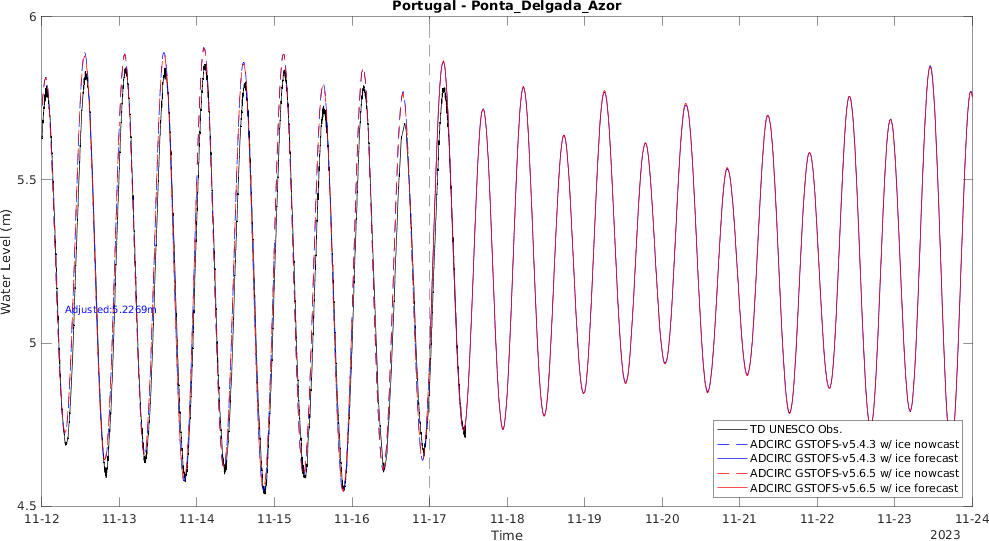 Portugal - Ponta_Delgada_Azor
6
5.5
5
4.5
Water Level (m)
Adjusted:5.2269m
TD UNESCO Obs.
ADCIRC GSTOFS-v5.4.3 w/ ice nowcast
ADCIRC GSTOFS-v5.4.3 w/ ice forecast
ADCIRC GSTOFS-v5.6.5 w/ ice nowcast
ADCIRC GSTOFS-v5.6.5 w/ ice forecast
11-12 11-13 11-14 11-15 11-16 11-17 11-18 11-19 11-20 11-21 11-22 11-23 11-24
Time
2023